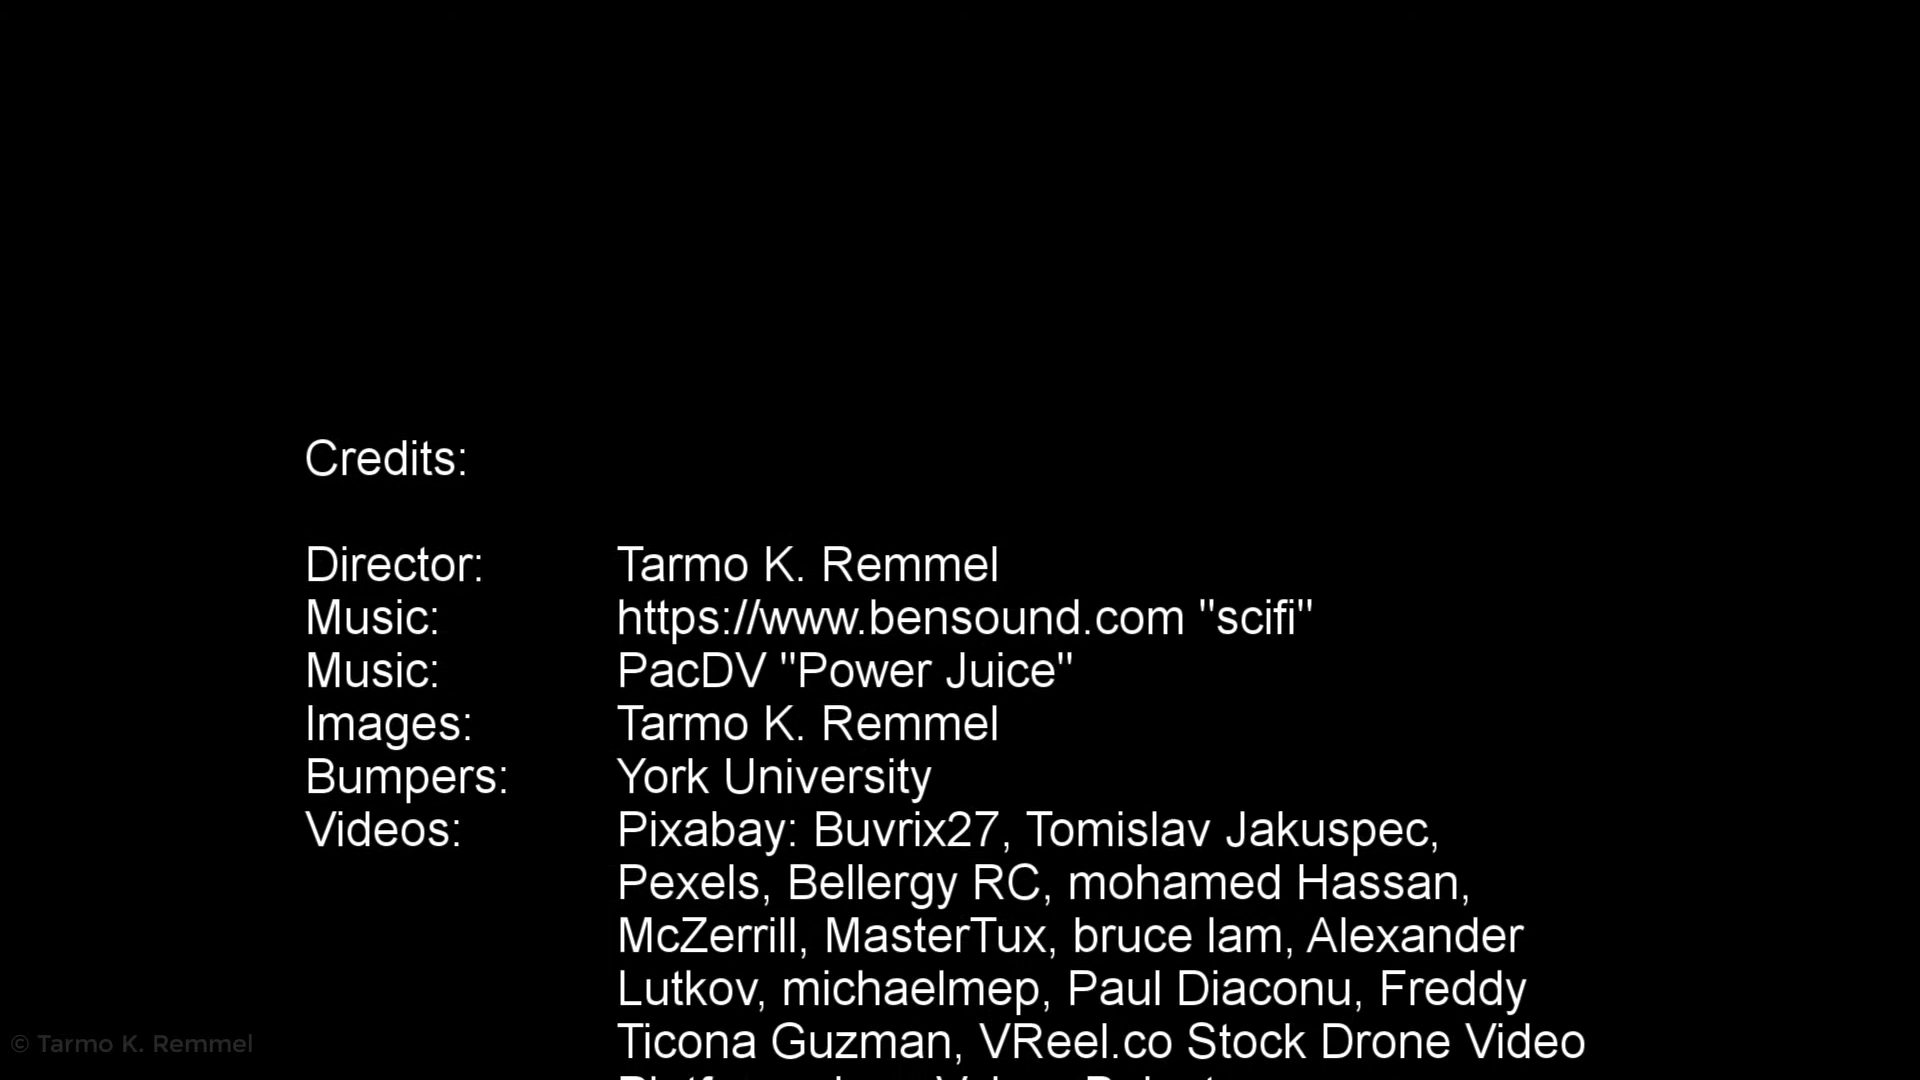 Credits:
Director: Tarmo K. Remmel
Music: https://www.bensound.com "scifi"
Music: PacDV "Power Juice"
Images: Tarmo K. Remmel
Bumpers: York University
Videos: Pixabay: Buvrix27, Tomislav Jakuspec,
Pexels, Bellergy RC, mohamed Hassan,
McZerrill, MasterTux, bruce lam, Alexander
Lutkov, michaelmep, Paul Diaconu, Freddy
Ticona Guzman, VReel.co Stock Drone Video
© Tarmo K. Remmel